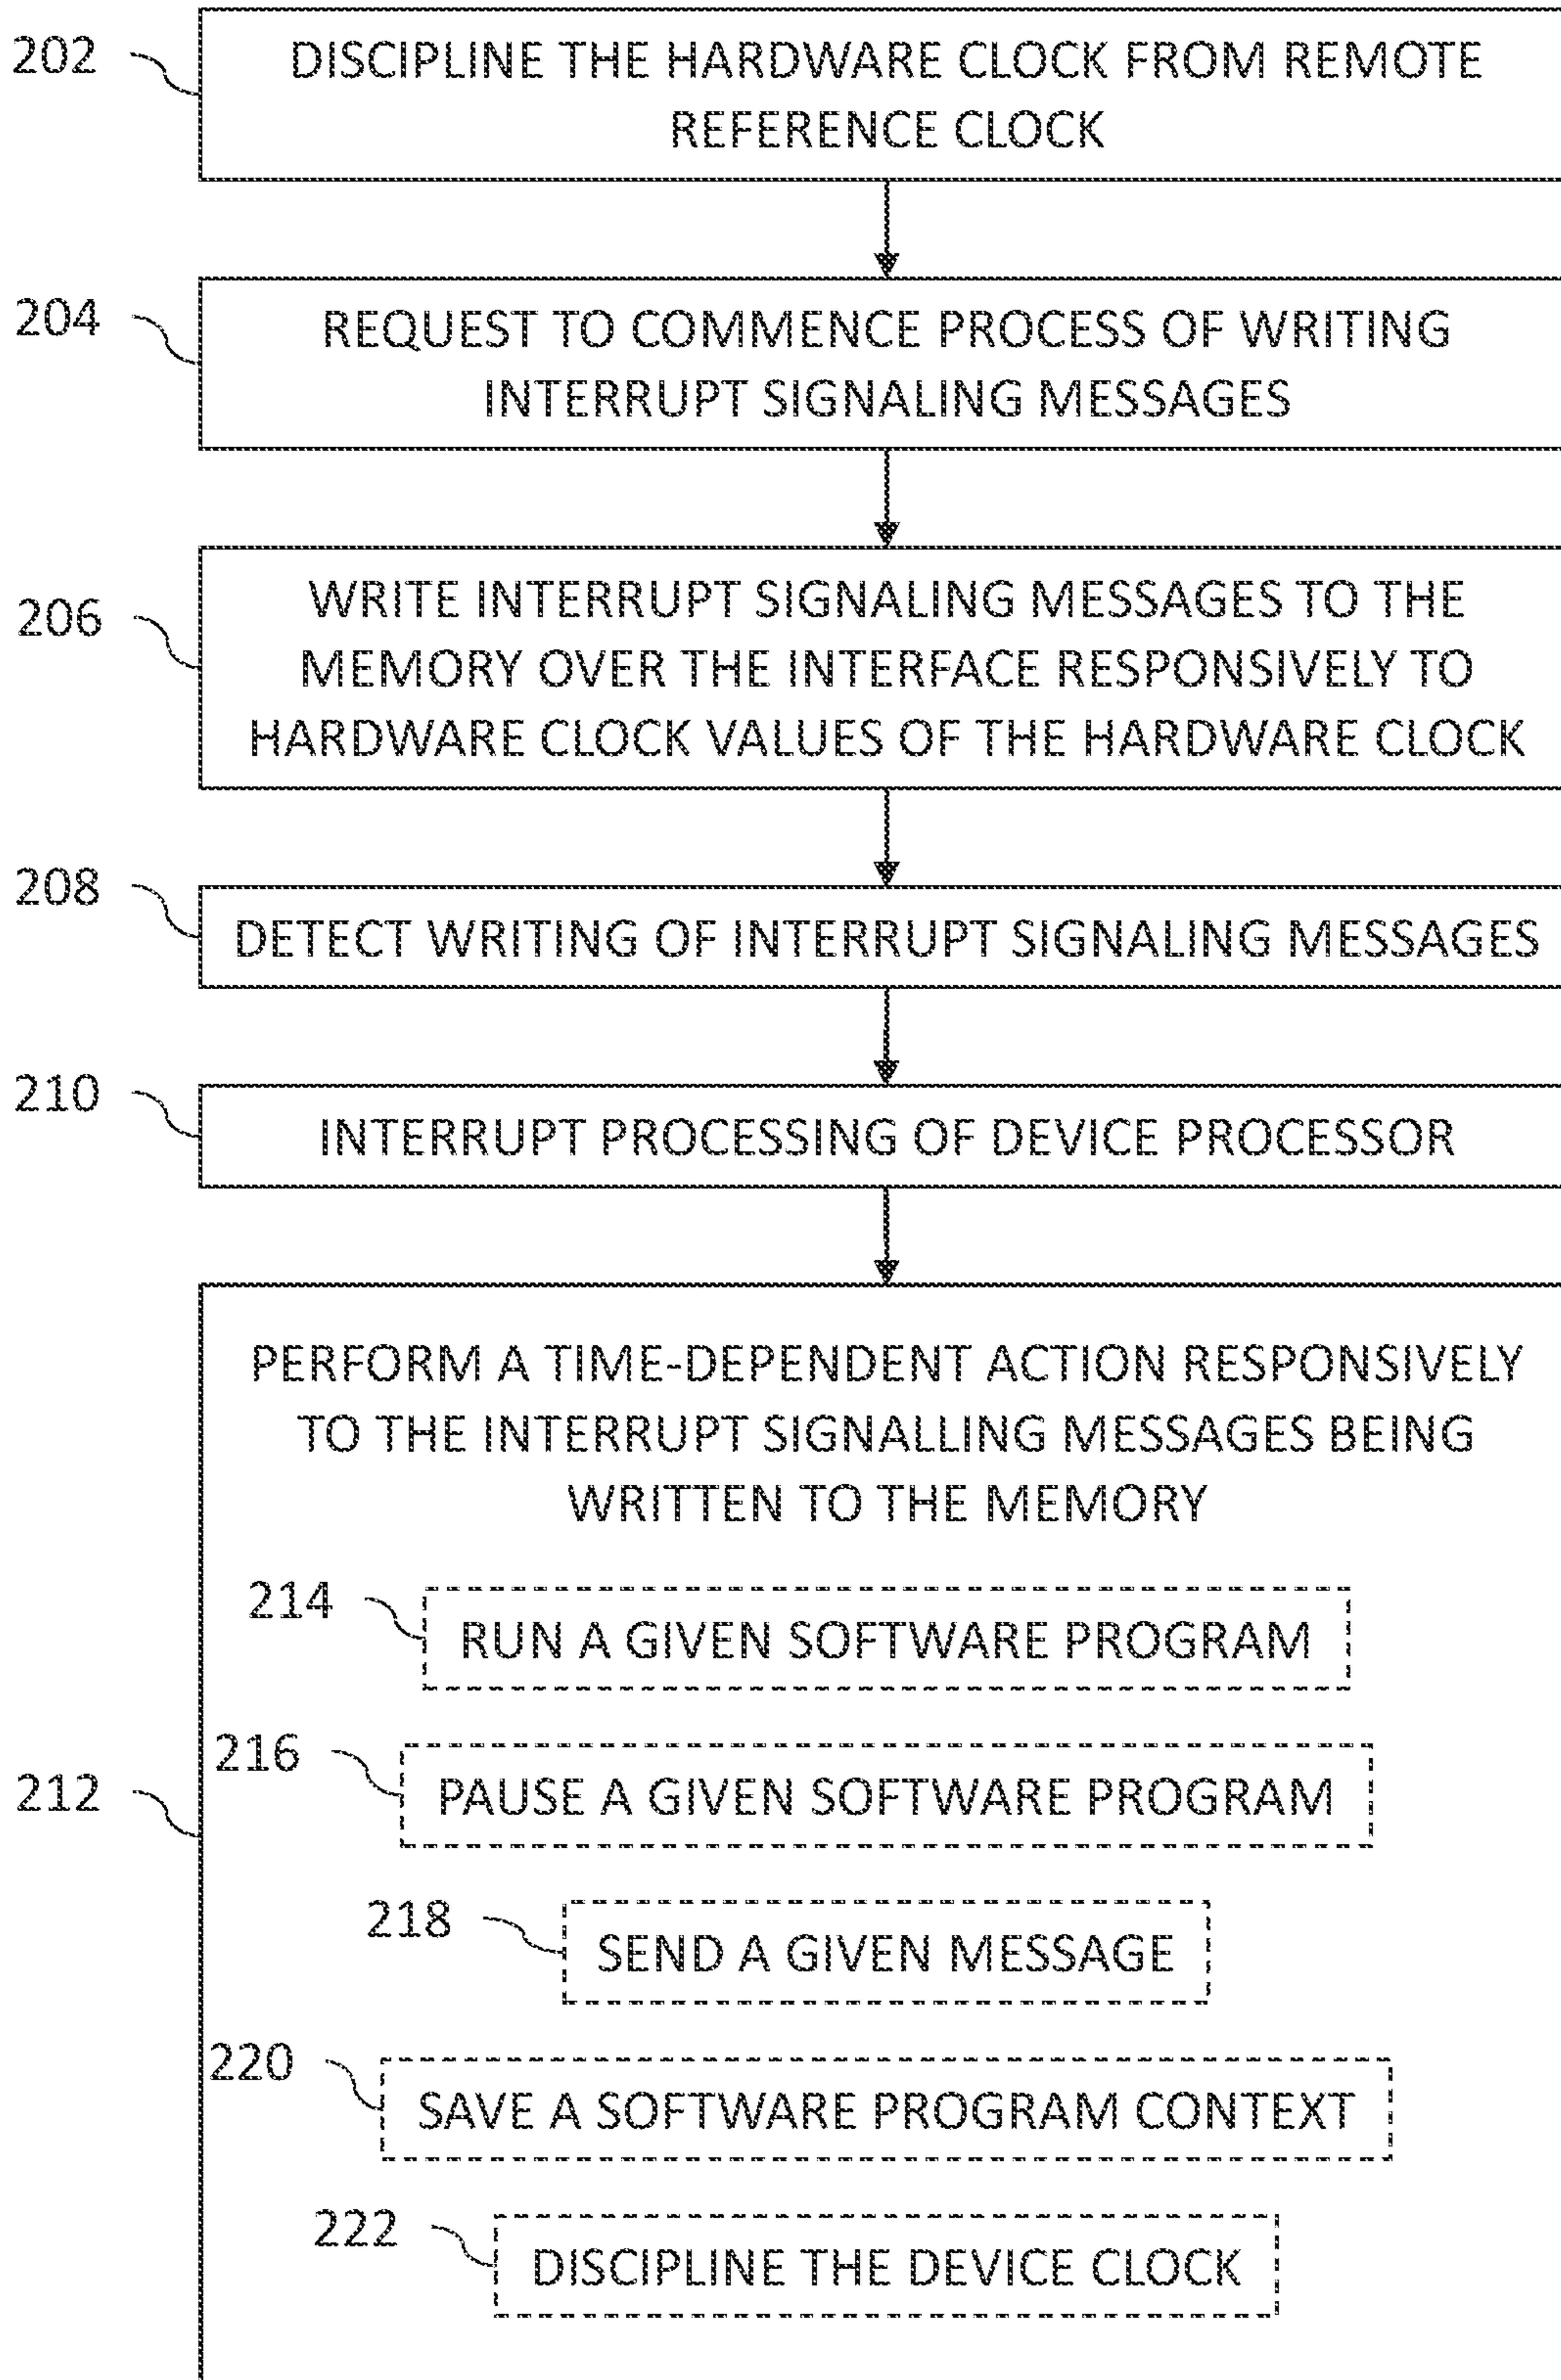 202
DISCIPLINE THE HARDWARE CLOCK FROM REMOTE
REFERENCE CLOCK
204
REQUEST TO COMMENCE PROCESS OF WRITING
INTERRUPT SIGNALING MESSAGES
206
WRITE INTERRUPT SIGNALING MESSAGES TO THE
MEMORY OVER THE INTERFACE RESPONSIVELY TO
HARDWARE CLOCK VALUES OF THE HARDWARE CLOCK
208
DETECT WRITING OF INTERRUPT SIGNALING MESSAGES
210
INTERRUPT PROCESSING OF DEVICE PROCESSOR
212
PERFORM A TIME-DEPENDENT ACTION RESPONSIVELY
TO THE INTERRUPT SIGNALLING MESSAGES BEING
WRITTEN TO THE MEMORY
214
RUN A GIVEN SOFTWARE PROGRAM
216
PAUSE A GIVEN SOFTWARE PROGRAM
218
SEND A GIVEN MESSAGE
220
SAVE A SOFTWARE PROGRAM CONTEXT
222
DISCIPLINE THE DEVICE CLOCK